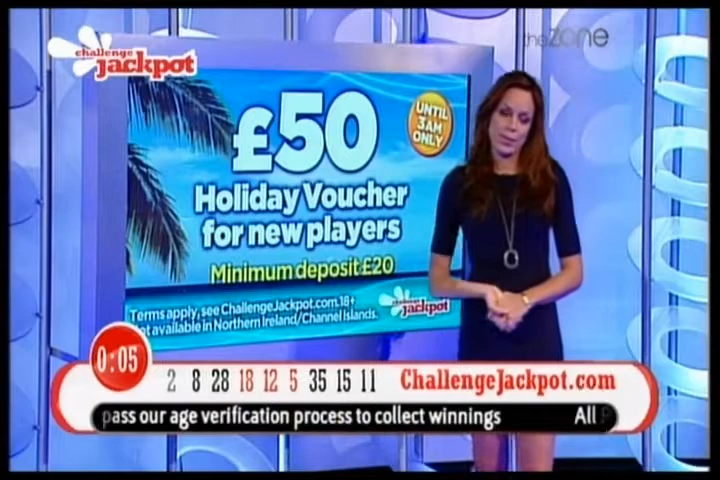 challenge
jackpot
the zone
£50
UNTIL
3AM
ONLY
Holiday Voucher
for new players
Minimum deposit £20
Terms apply, see ChallengeJackpot.com.18+
Not available in Northern Ireland/Channel Islands.
challenge
jackpot
0:05
2 8 28 18 12 5 35 15 11
ChallengeJackpot.com
pass our age verification process to collect winnings All